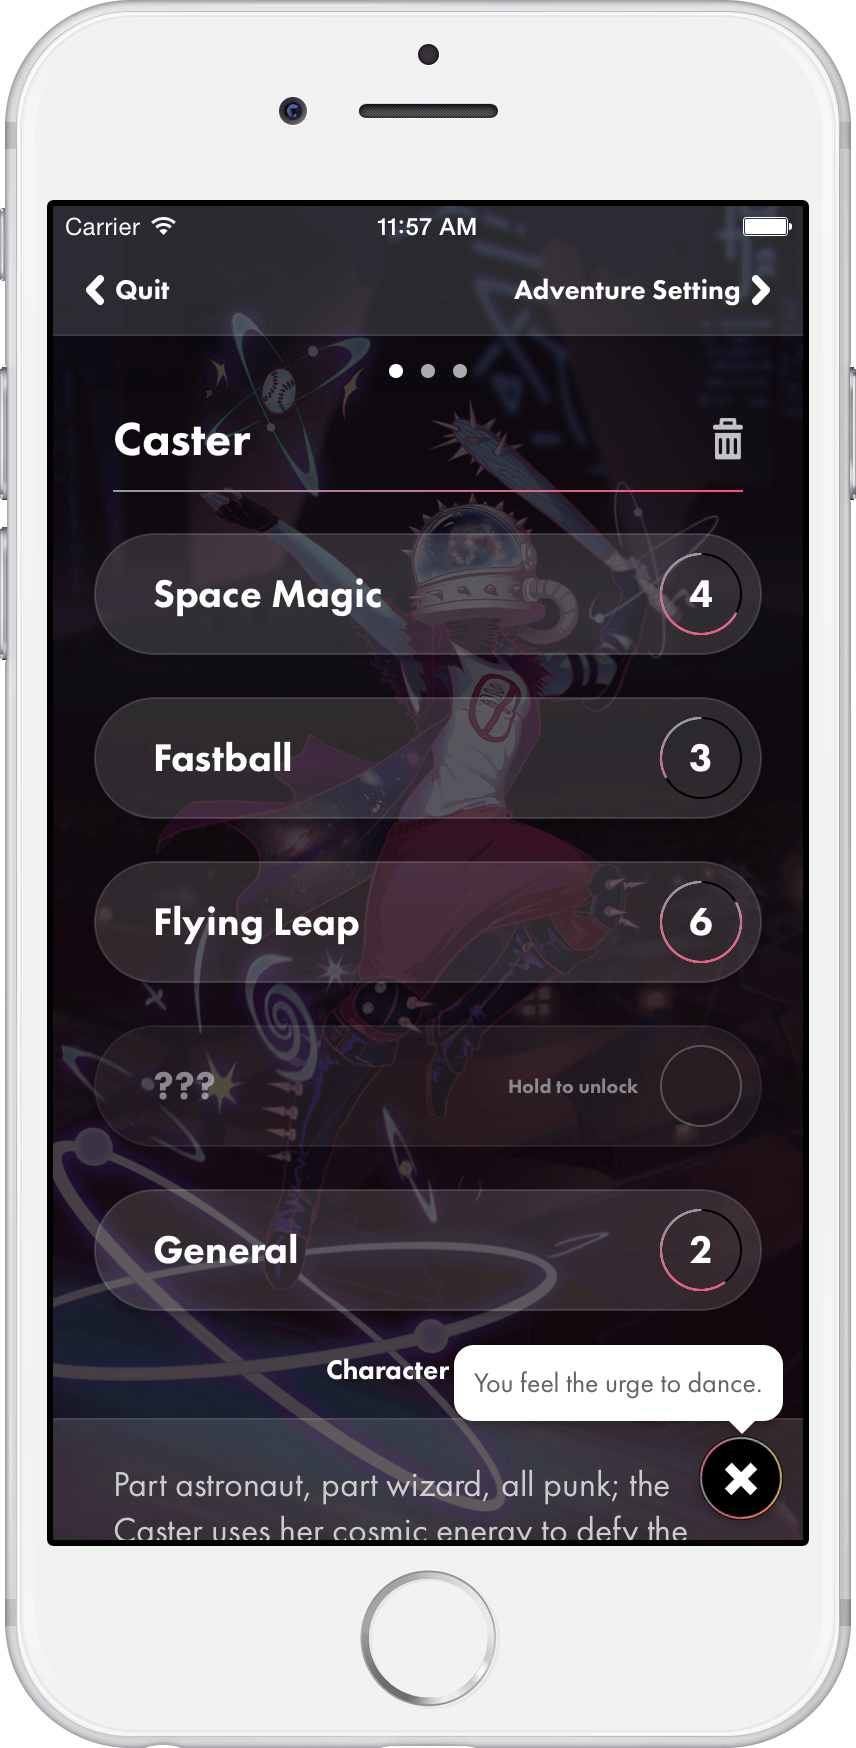 Carrier
11:57 AM
Quit
Adventure Setting
Caster
Space Magic
4
Fastball
3
Flying Leap
6
???
Hold to unlock
General
2
Character
You feel the urge to dance.
Part astronaut, part wizard, all punk; the
Caster uses her cosmic energy to defy the